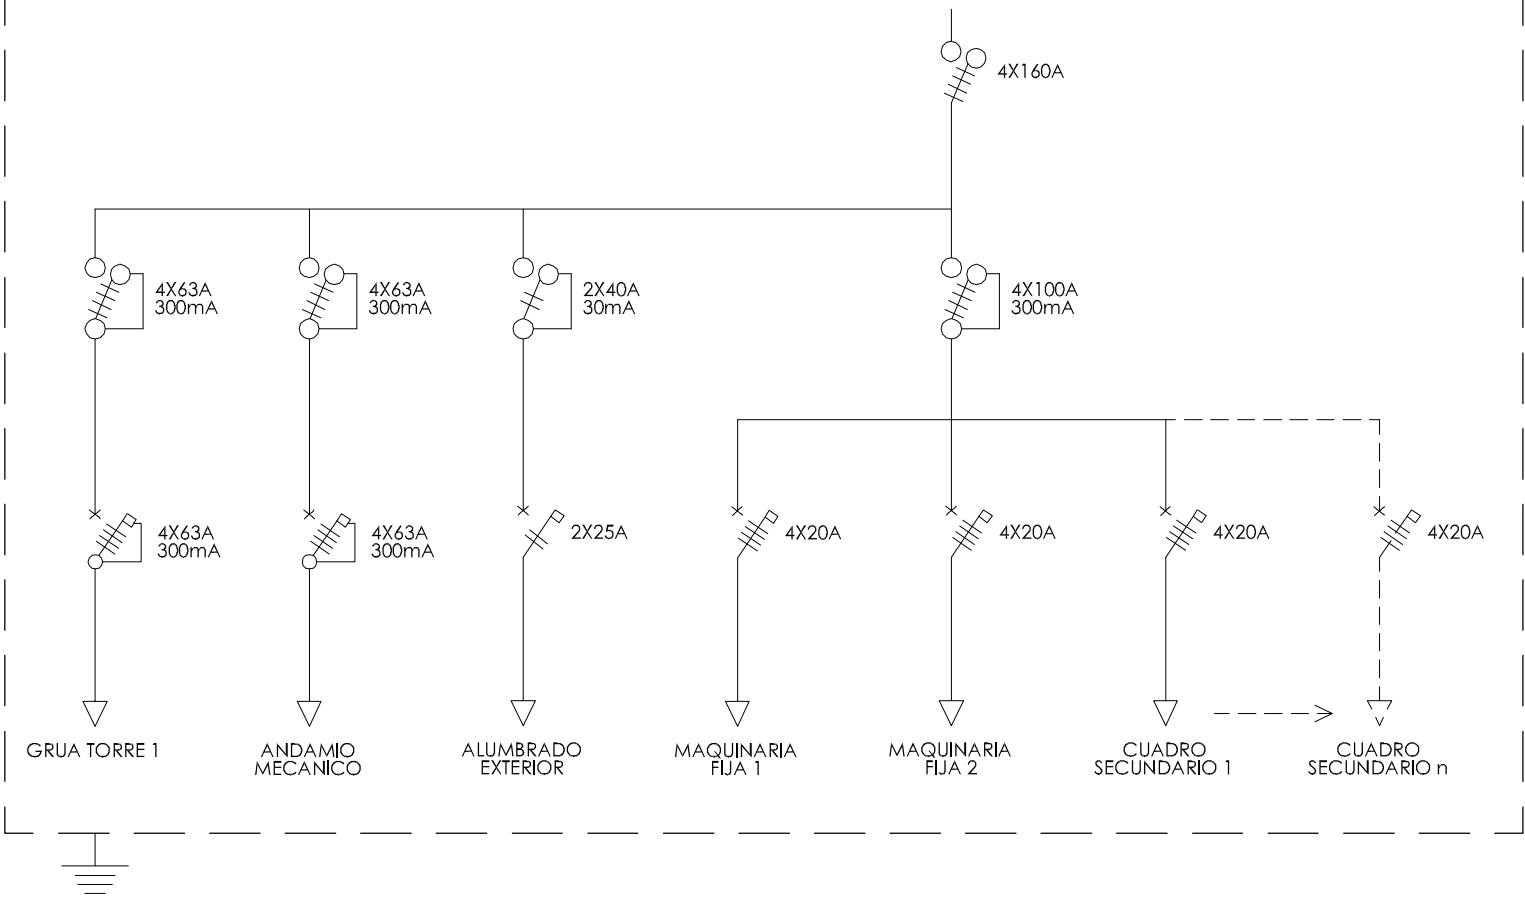 4X160A
4X63A
300mA
4X63A
300mA
2X40A
30mA
4X100A
300mA
4X63A
300mA
4X63A
300mA
2X25A
4X20A
4X20A
4X20A
4X20A
GRUA TORRE 1
ANDAMIO
MECANICO
ALUMBRADO
EXTERIOR
MAQUINARIA
FIJA 1
MAQUINARIA
FIJA 2
CUADRO
SECUNDARIO 1
CUADRO
SECUNDARIO n